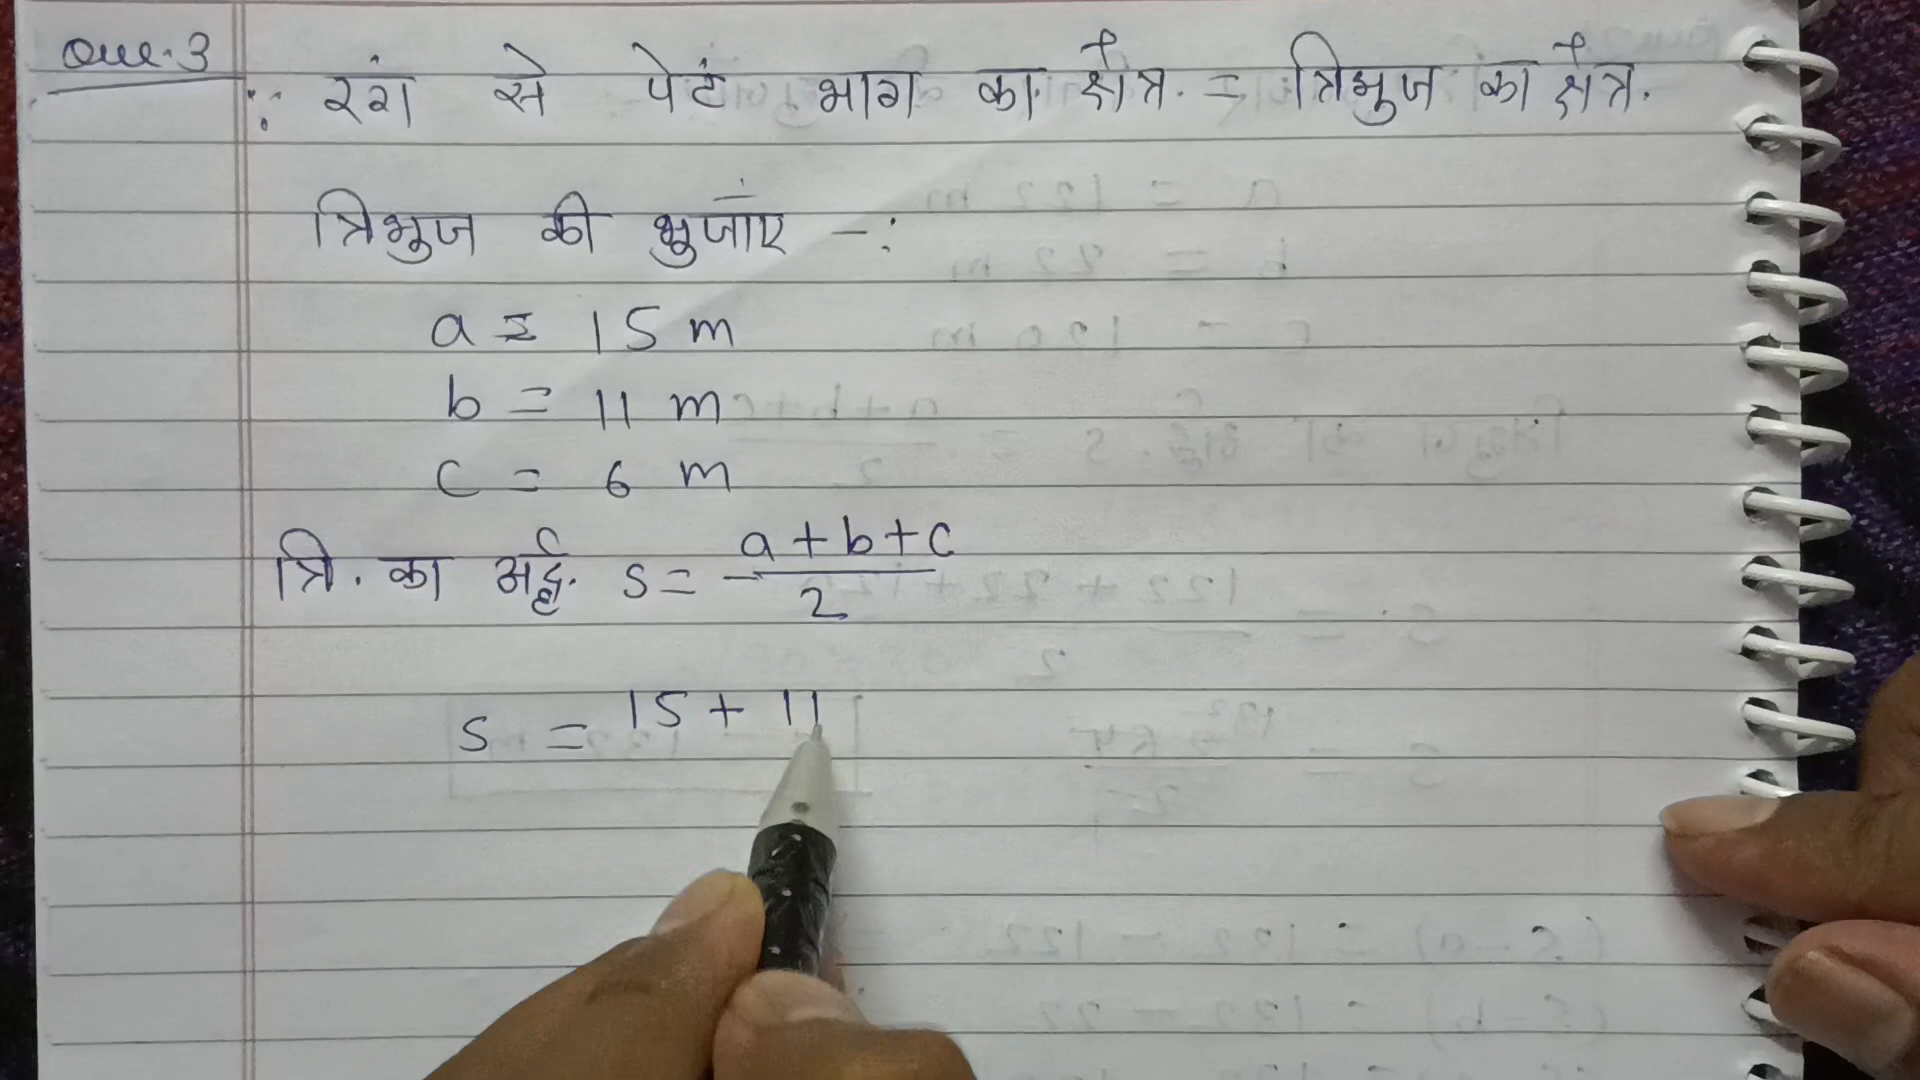 Que.3
∵ रंग से पेटं भाग का क्षेत्र. = त्रिभुज का क्षेत्र.
त्रिभुज की भुजांए -:
a = 15 m
b = 11 m
c = 6 m
त्रि. का अर्द्ध. s = a+b+c / 2
s = 15 + 11